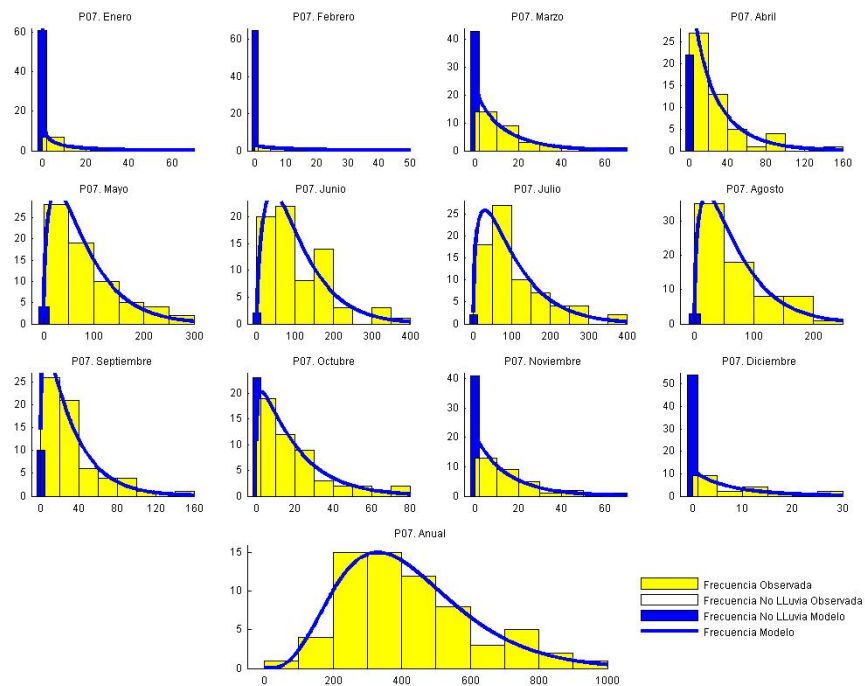 P07. Enero
P07. Febrero
P07. Marzo
P07. Abril
60
40
20
0
0 20 40 60
60
40
20
0
0 10 20 30 40 50
40
30
20
10
0
0 20 40 60
25
20
15
10
5
0
0 40 80 120 160
P07. Mayo
P07. Junio
P07. Julio
P07. Agosto
25
20
15
10
5
0
0 100 200 300
20
15
10
5
0
0 100 200 300 400
25
20
15
10
5
0
0 100 200 300 400
30
20
10
0
0 100 200
P07. Septiembre
P07. Octubre
P07. Noviembre
P07. Diciembre
25
20
15
10
5
0
0 20 40 60 80 100 120 160
20
15
10
5
0
0 20 40 60 80
40
30
20
10
0
0 20 40 60
50
40
30
20
10
0
0 10 20 30
P07. Anual
15
10
5
0
0 200 400 600 800 1000
Frecuencia Observada
Frecuencia No LLuvia Observada
Frecuencia No LLuvia Modelo
Frecuencia Modelo